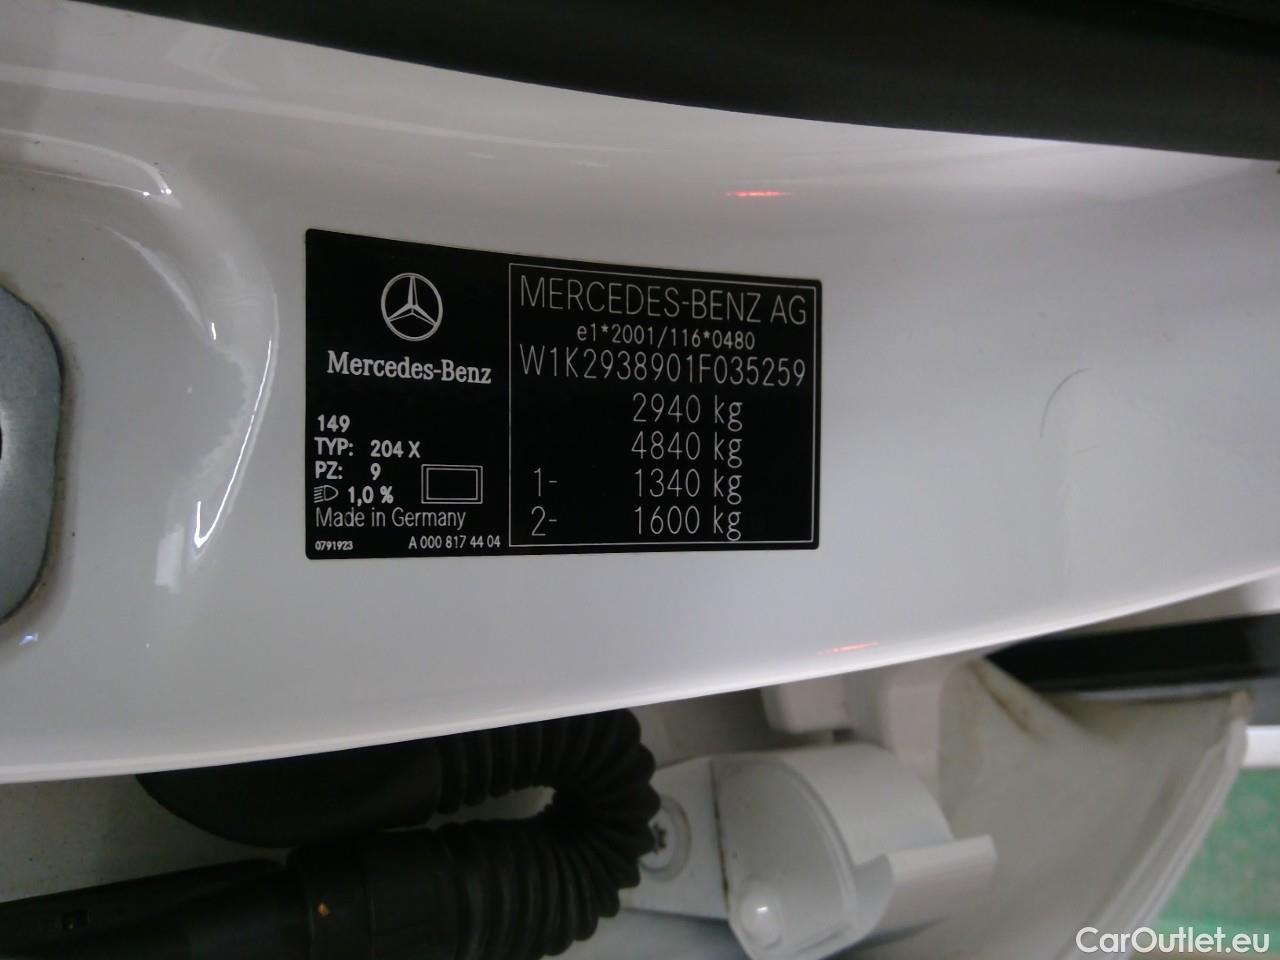 Mercedes-Benz
149
TYP: 204 X
PZ: 9
1,0 %
Made in Germany
0791923 A 000 817 44 04
MERCEDES-BENZ AG
e1*2001/116*0480
W1K2938901F035259
2940 kg
4840 kg
1- 1340 kg
2- 1600 kg
CarOutlet.eu